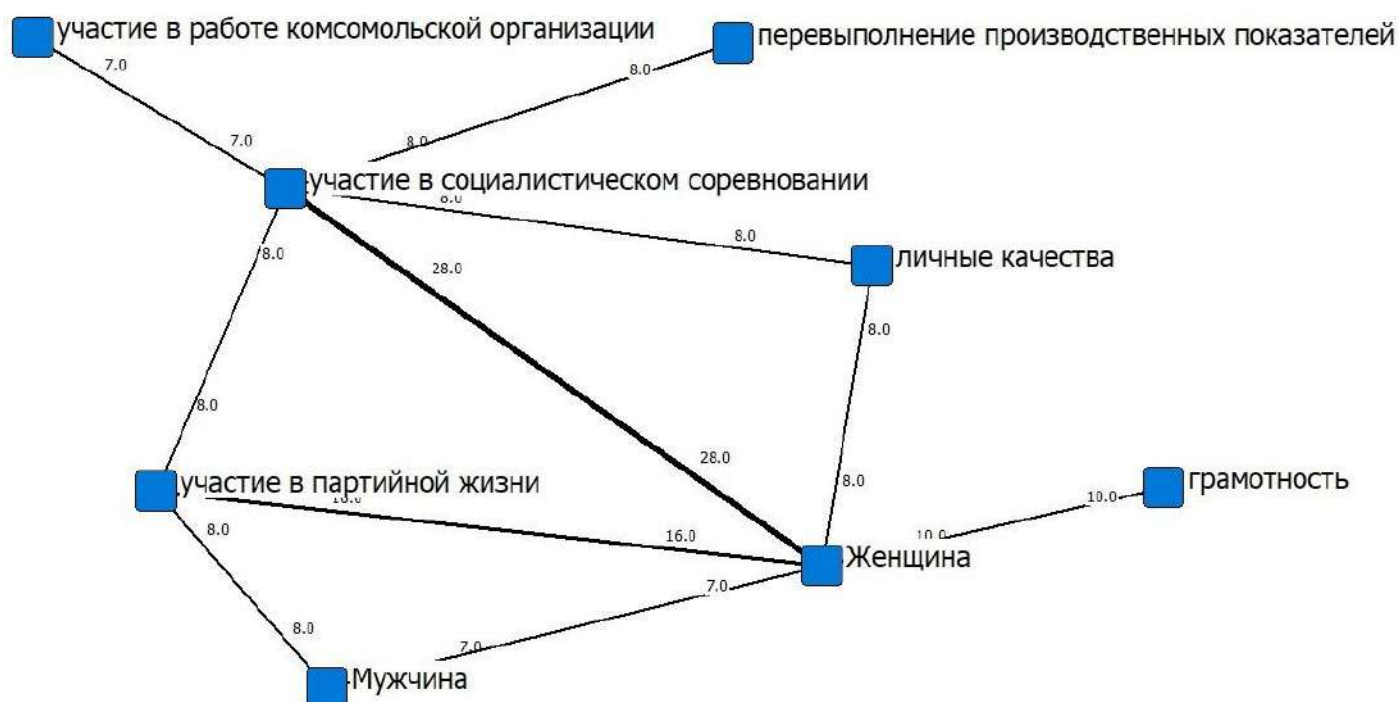 участие в работе комсомольской организации
перевыполнение производственных показателей
7.0
8.0
7.0
8.0
участие в социалистическом соревновании
8.0
8.0
8.0
личные качества
28.0
8.0
8.0
28.0
участие в партийной жизни
8.0
грамотность
16.0
10.0
8.0
16.0
10.0
Женщина
7.0
8.0
7.0
Мужчина